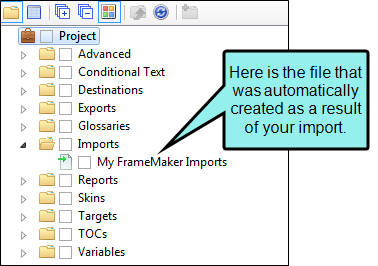 Project
Advanced
Conditional Text
Destinations
Exports
Glossaries
Imports
My FrameMaker Imports
Reports
Skins
Targets
TOCs
Variables
Here is the file that
was automatically
created as a result
of your import.